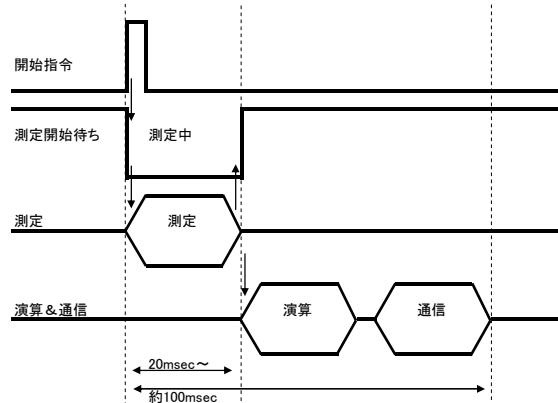 開始指令
測定開始待ち
測定中
測定
測定
演算&通信
演算
通信
20msec~
約100msec